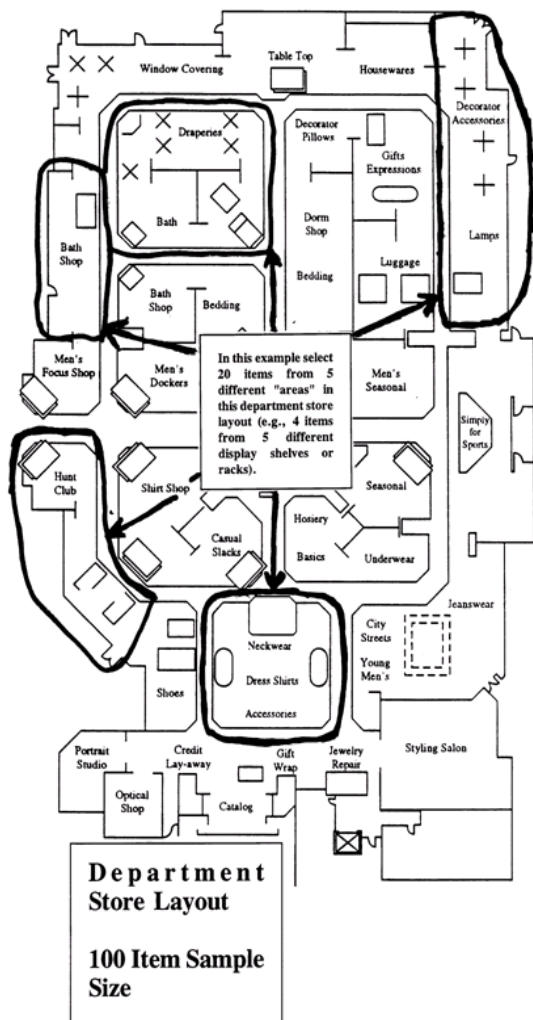 Window Covering
Table Top
Housewares
Decorator
Accessories
Draperies
Decorator
Pillows
Gifts
Expressions
Bath
Dorm
Shop
Bath
Shop
Lamps
Luggage
Bath
Shop
Bedding
Bedding
Men's
Focus Shop
Men's
Dockers
In this example select
20 items from 5
different "areas" in
this department store
layout (e.g., 4 items
from 5 different
display shelves or
racks).
Men's
Seasonal
Simply
for
Sports
Hunt
Club
Shirt Shop
Seasonal
Casual
Slacks
Hosiery
Basics
Underwear
Jeanswear
City
Streets
Young
Men's
Neckwear
Dress Shirts
Accessories
Shoes
Portrait
Studio
Credit
Lay-away
Gift
Wrap
Jewelry
Repair
Styling Salon
Optical
Shop
Catalog
Department
Store Layout
100 Item Sample
Size